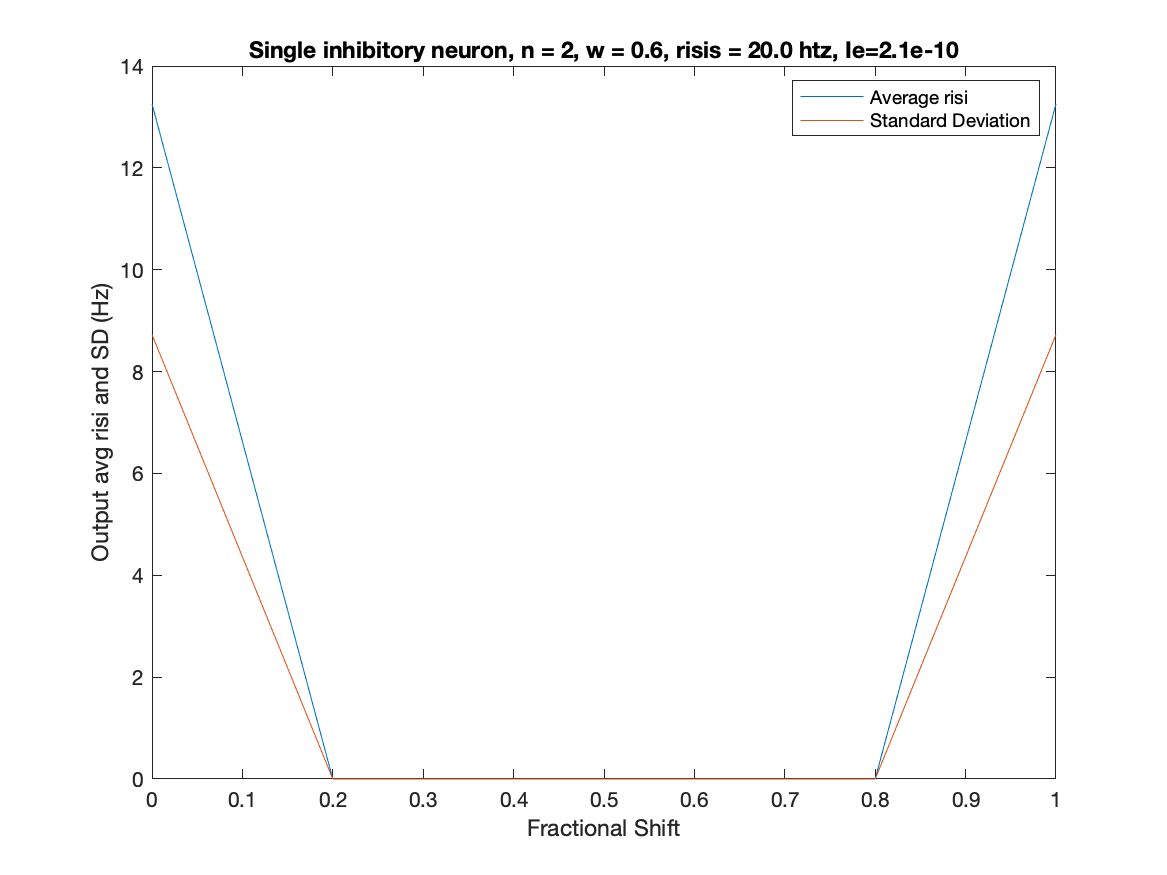 Single inhibitory neuron, n = 2, w = 0.6, risis = 20.0 htz, Ie=2.1e-10
Average risi
Standard Deviation
14
12
10
8
6
4
2
0
Output avg risi and SD (Hz)
0 0.1 0.2 0.3 0.4 0.5 0.6 0.7 0.8 0.9 1
Fractional Shift